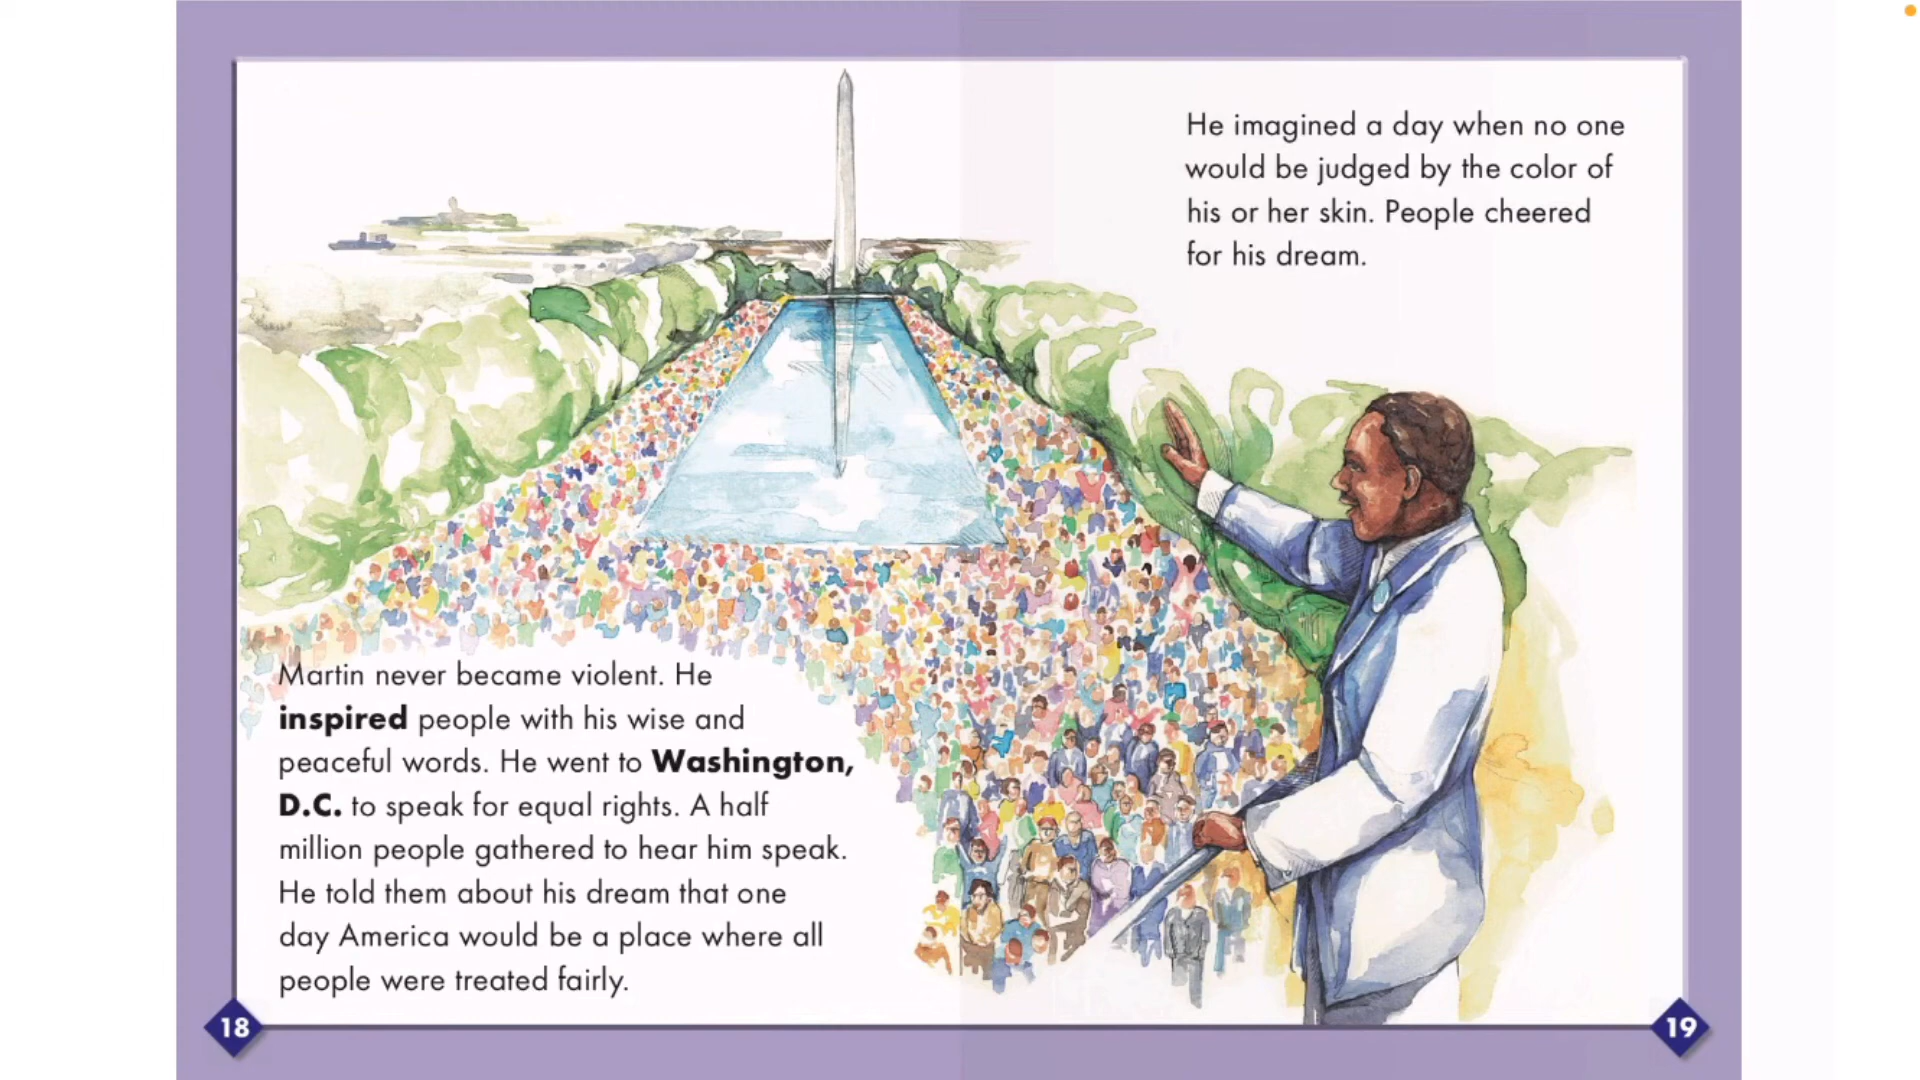 Martin never became violent. He
inspired people with his wise and
peaceful words. He went to Washington,
D.C. to speak for equal rights. A half
million people gathered to hear him speak.
He told them about his dream that one
day America would be a place where all
people were treated fairly.
18
He imagined a day when no one
would be judged by the color of
his or her skin. People cheered
for his dream.
19